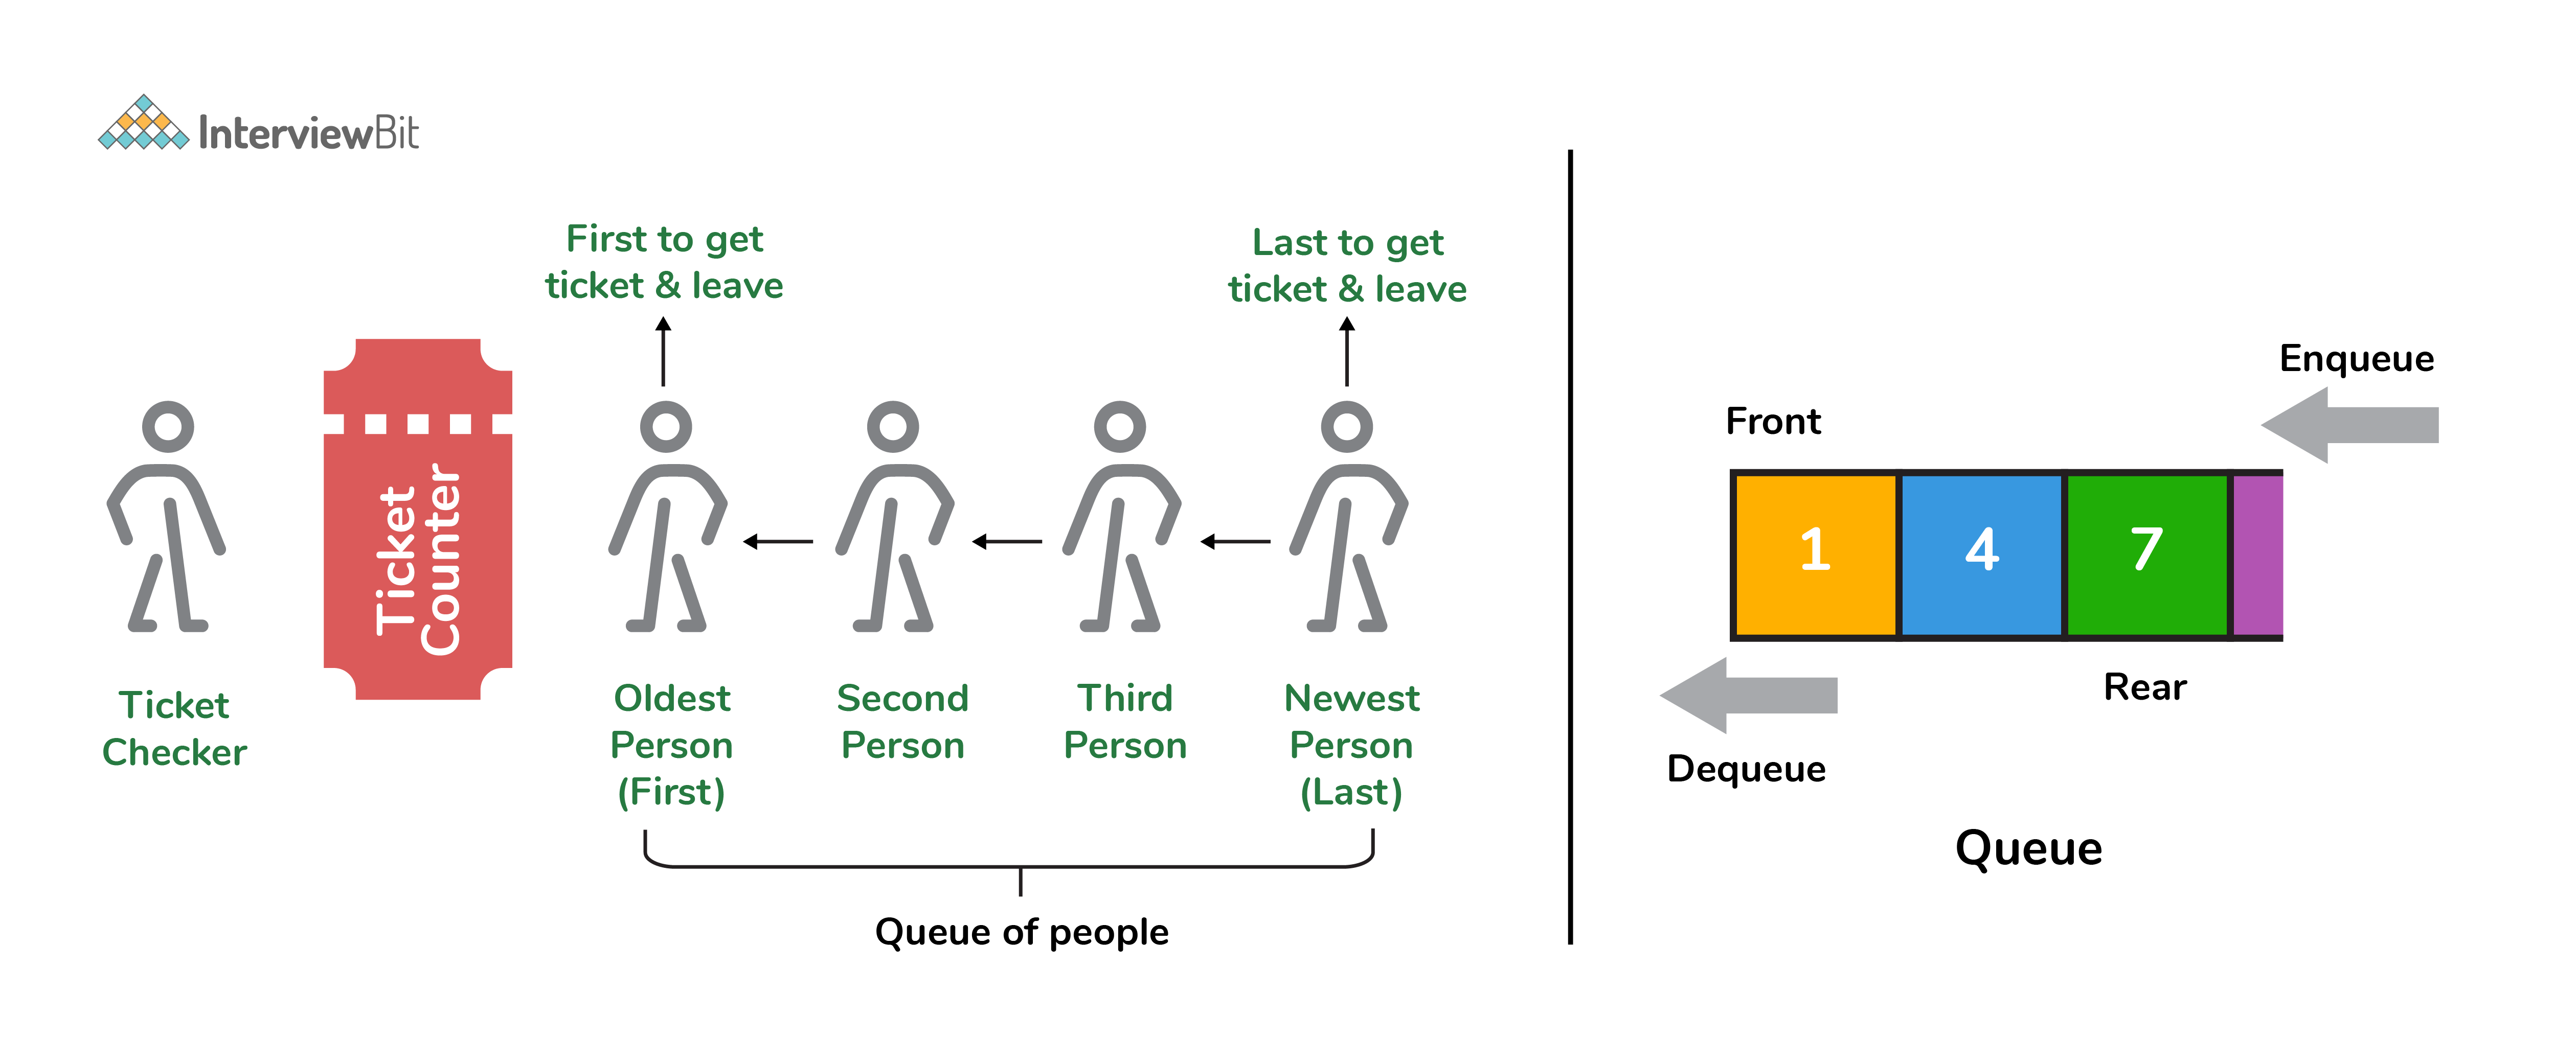 InterviewBit
First to get
ticket & leave
Last to get
ticket & leave
Ticket
Counter
Ticket
Checker
Oldest
Person
(First)
Second
Person
Third
Person
Newest
Person
(Last)
Queue of people
Enqueue
Front
1 4 7
Rear
Dequeue
Queue